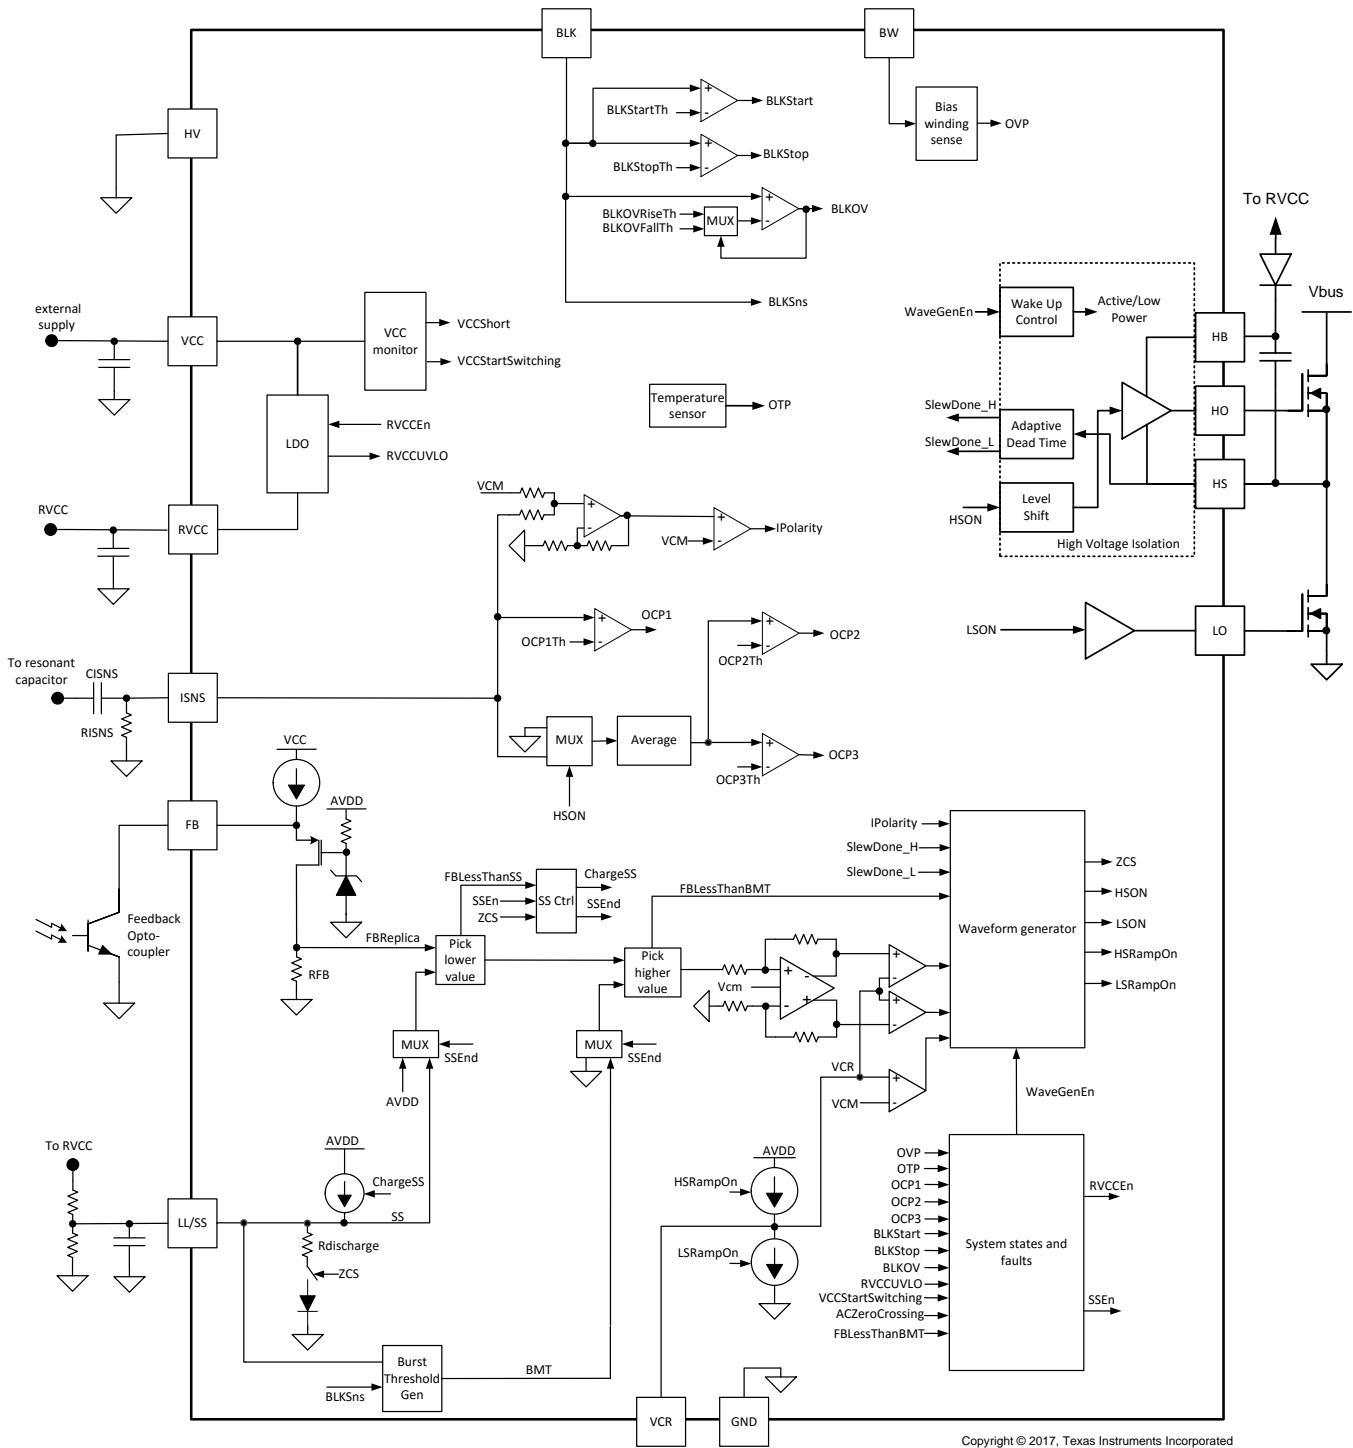 BLK
BW
HV
BLKStartTh
BLKStart
Bias
winding
sense
OVP
BLKStopTh
BLKStop
BLKOVRiseTh
BLKOVFallTh
MUX
BLKOV
To RVCC
BLKSns
Vbus
external
supply
VCC
VCC
monitor
VCCShort
VCCStartSwitching
WaveGenEn
Wake Up
Control
Active/Low
Power
HB
LDO
RVCCEn
RVCCUVLO
Temperature
sensor
OTP
SlewDone_H
SlewDone_L
Adaptive
Dead Time
HO
HS
RVCC
RVCC
VCM
VCM
IPolarity
HSON
Level
Shift
High Voltage Isolation
OCP1
OCP1Th
OCP2
OCP2Th
LSON
LO
To resonant
capacitor
CISNS
ISNS
RISNS
MUX
Average
OCP3
OCP3Th
HSON
VCC
AVDD
FB
Feedback
Opto-
coupler
FBReplica
RFB
FBLessThanSS
SSEn
ZCS
SS Ctrl
ChargeSS
SSEnd
Pick
lower
value
FBLessThanBMT
Pick
higher
value
Vcm
IPolarity
SlewDone_H
SlewDone_L
Waveform generator
ZCS
HSON
LSON
HSRampOn
LSRampOn
MUX
SSEnd
AVDD
MUX
SSEnd
VCR
VCM
WaveGenEn
To RVCC
LL/SS
AVDD
ChargeSS
SS
Rdischarge
ZCS
AVDD
HSRampOn
LSRampOn
OVP
OTP
OCP1
OCP2
OCP3
BLKStart
BLKStop
BLKOV
RVCCUVLO
VCCStartSwitching
ACZeroCrossing
FBLessThanBMT
System states and
faults
RVCCEn
SSEn
BLKSns
Burst
Threshold
Gen
BMT
VCR
GND
Copyright © 2017, Texas Instruments Incorporated